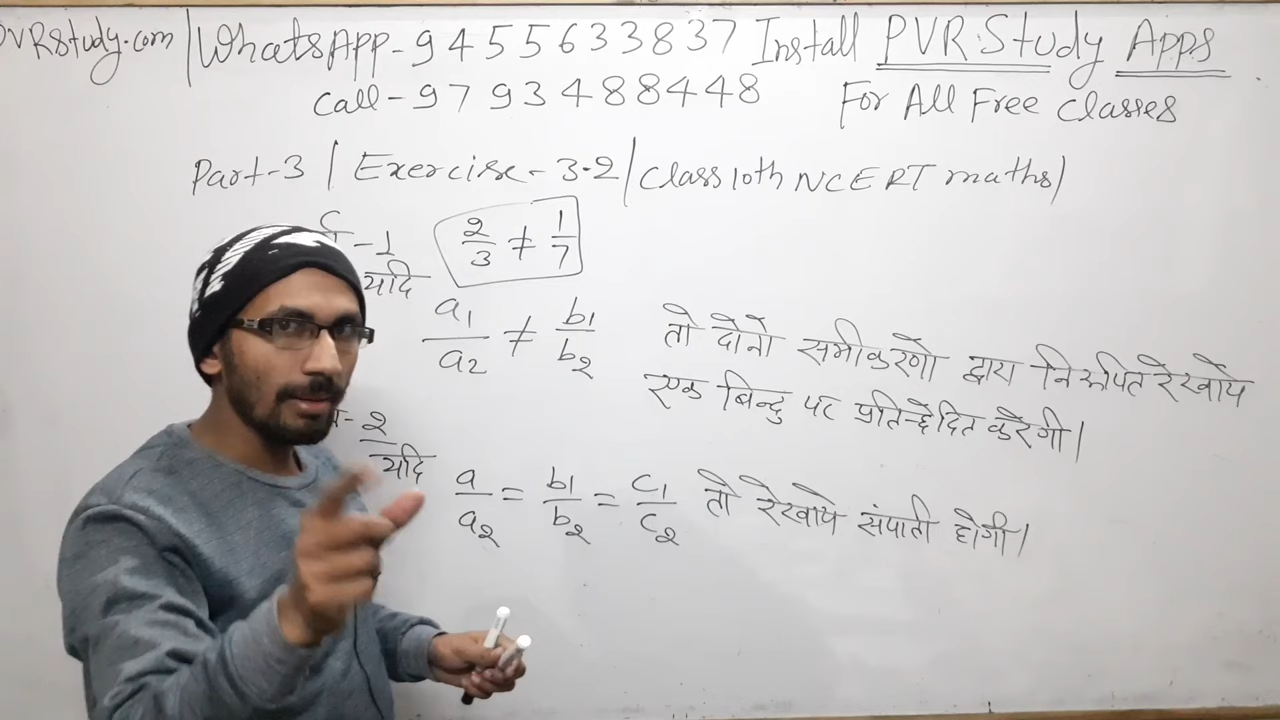 PVRStudy.com | WhatsApp - 9455633837 Install PVR.Study Apps
Call - 9793488448 For All Free Classes
Part-3 | Exercise - 3.2 | Class 10th NCERT maths)
-1 2/3 ≠ 1/7
यदि
a₁/a₂ ≠ b₁/b₂ तो दोनो समीकरणो द्वारा निरूपित रेखाये
एक बिन्दु पर प्रतिच्छेदित करेगी।
-2
यदि
a/a₂ = b₁/b₂ = c₁/c₂ तो रेखाये संपाती होगी।